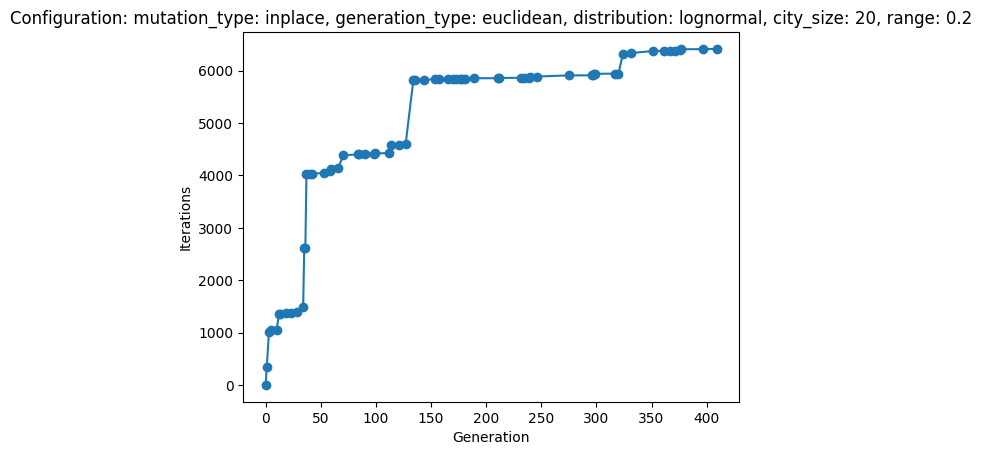 Configuration: mutation_type: inplace, generation_type: euclidean, distribution: lognormal, city_size: 20, range: 0.2
6000
5000
4000
3000
2000
1000
0
Iterations
0 50 100 150 200 250 300 350 400
Generation